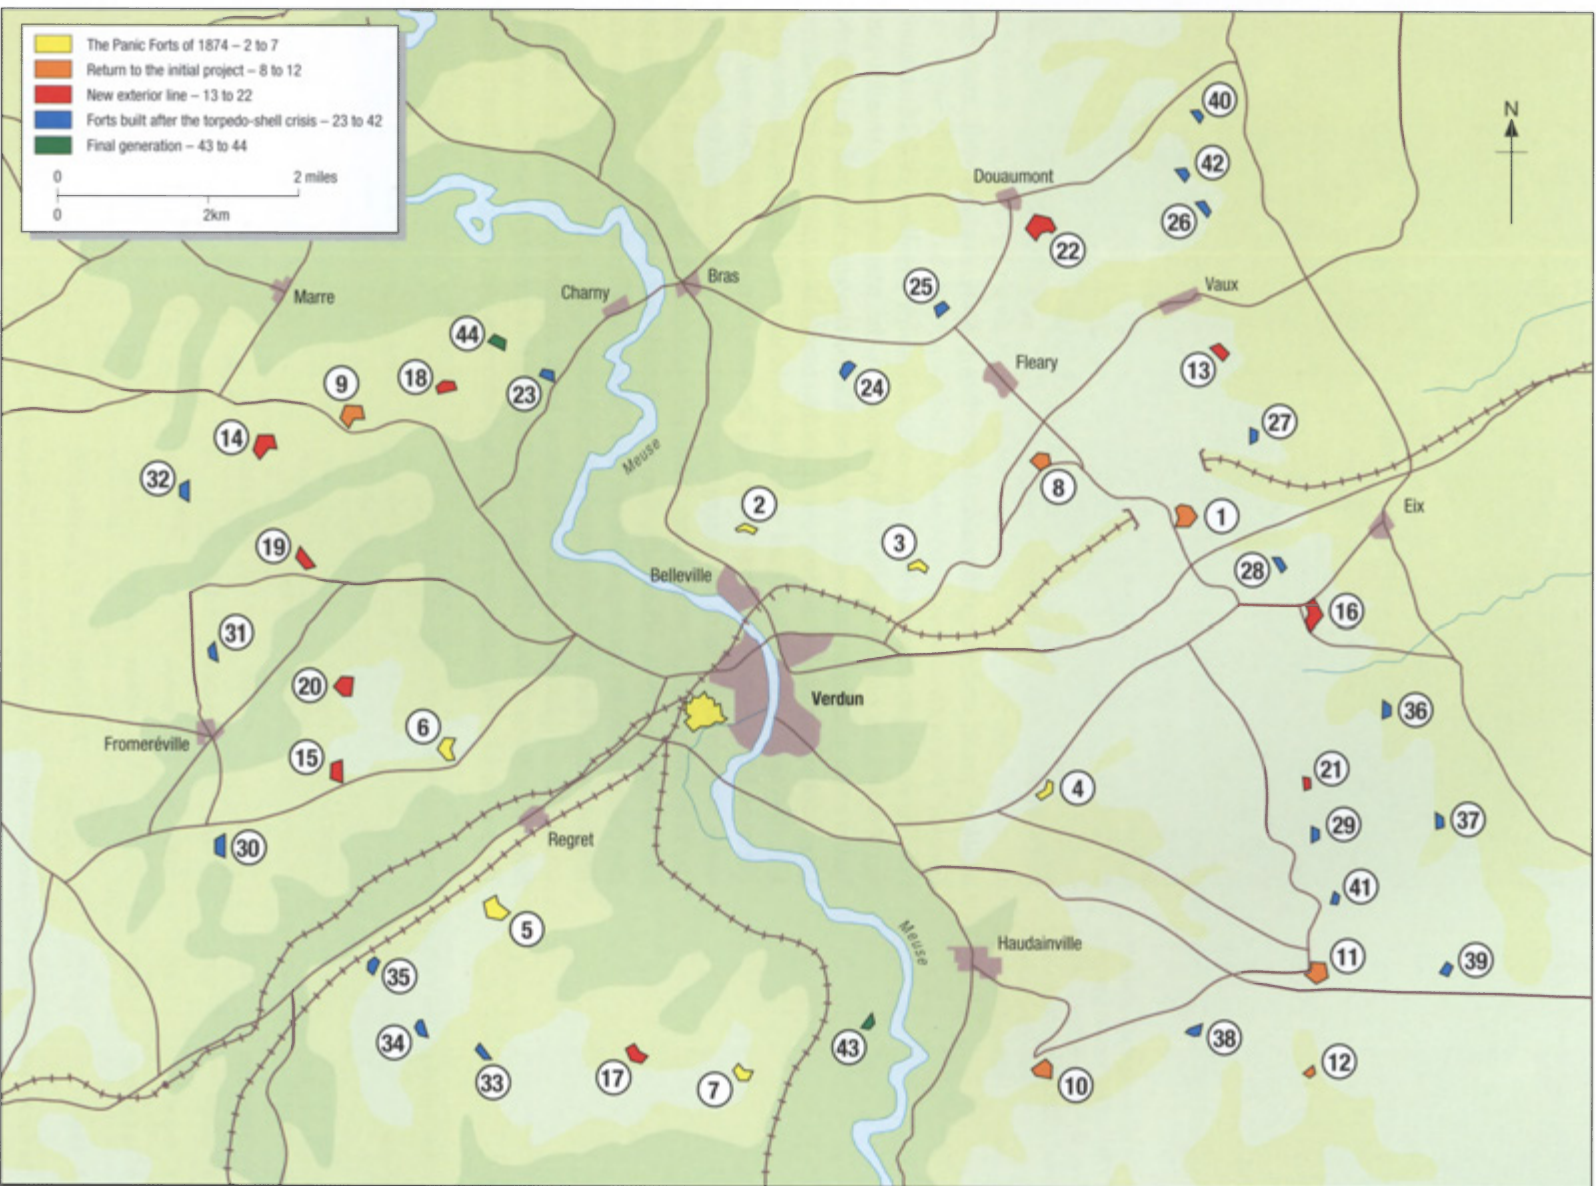 The Panic Forts of 1874 – 2 to 7
Return to the initial project – 8 to 12
New exterior line – 13 to 22
Forts built after the torpedo-shell crisis – 23 to 42
Final generation – 43 to 44
0 2 miles
0 2km
N
40
Douaumont
42
26
22
Bras
25
Vaux
Charny
Marre
44
Fleary
13
9
18
23
24
27
14
Meuse
32
8
2
1
Eix
3
19
28
Belleville
16
31
20
Verdun
36
6
Fromeréville
15
21
4
37
29
Regret
30
41
5
Meuse
Haudainville
11
39
35
34
43
38
33
17
7
10
12